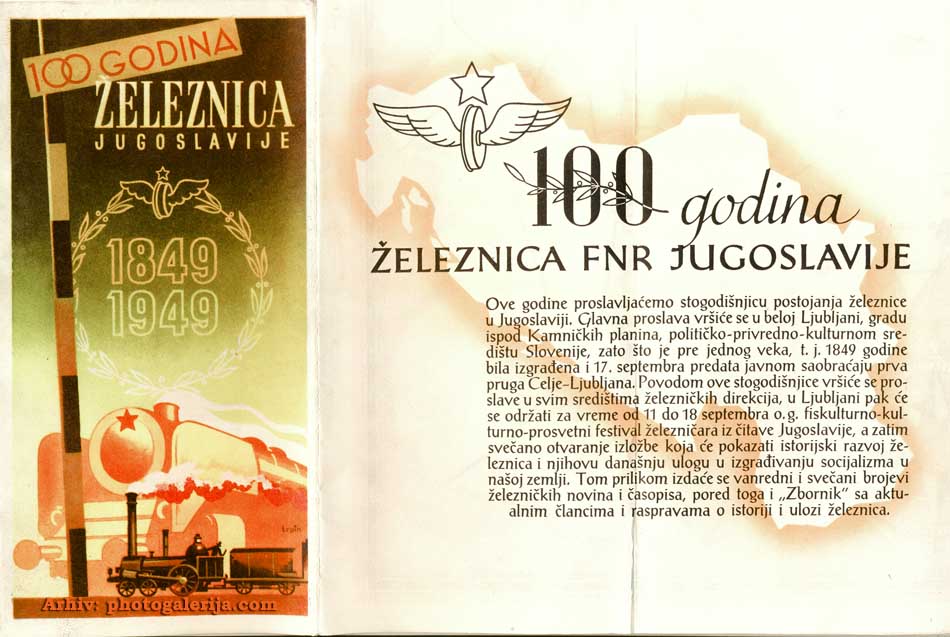 100 GODINA
ŽELEZNICA
JUGOSLAVIJE
1849
1949
Arhiv: photogalerija.com
100 godina
ŽELEZNICA FNR JUGOSLAVIJE
Ove godine proslavljaćemo stogodišnjicu postojanja železnice
u Jugoslaviji. Glavna proslava vršiće se u beloj Ljubljani, gradu
ispod Kamničkih planina, političko-privredno-kulturnom sre-
dištu Slovenije, zato što je pre jednog veka, t. j. 1849 godine
bila izgrađena i 17. septembra predata javnom saobraćaju prva
pruga Celje-Ljubljana. Povodom ove stogodišnjice vršiće se pro-
slave u svim središtima železničkih direkcija, u Ljubljani pak će
se održati za vreme od 11 do 18 septembra o. g. fiskulturno-kul-
turno-prosvetni festival železničara iz čitave Jugoslavije, a zatim
svečano otvaranje izložbe koja će pokazati istorijski razvoj že-
leznica i njihovu današnju ulogu u izgrađivanju socijalizma u
našoj zemlji. Tom prilikom izdaće se vanredni i svečani brojevi
železničkih novina i časopisa, pored toga i „Zbornik" sa aktu-
alnim člancima i raspravama o istoriji i ulozi železnica.